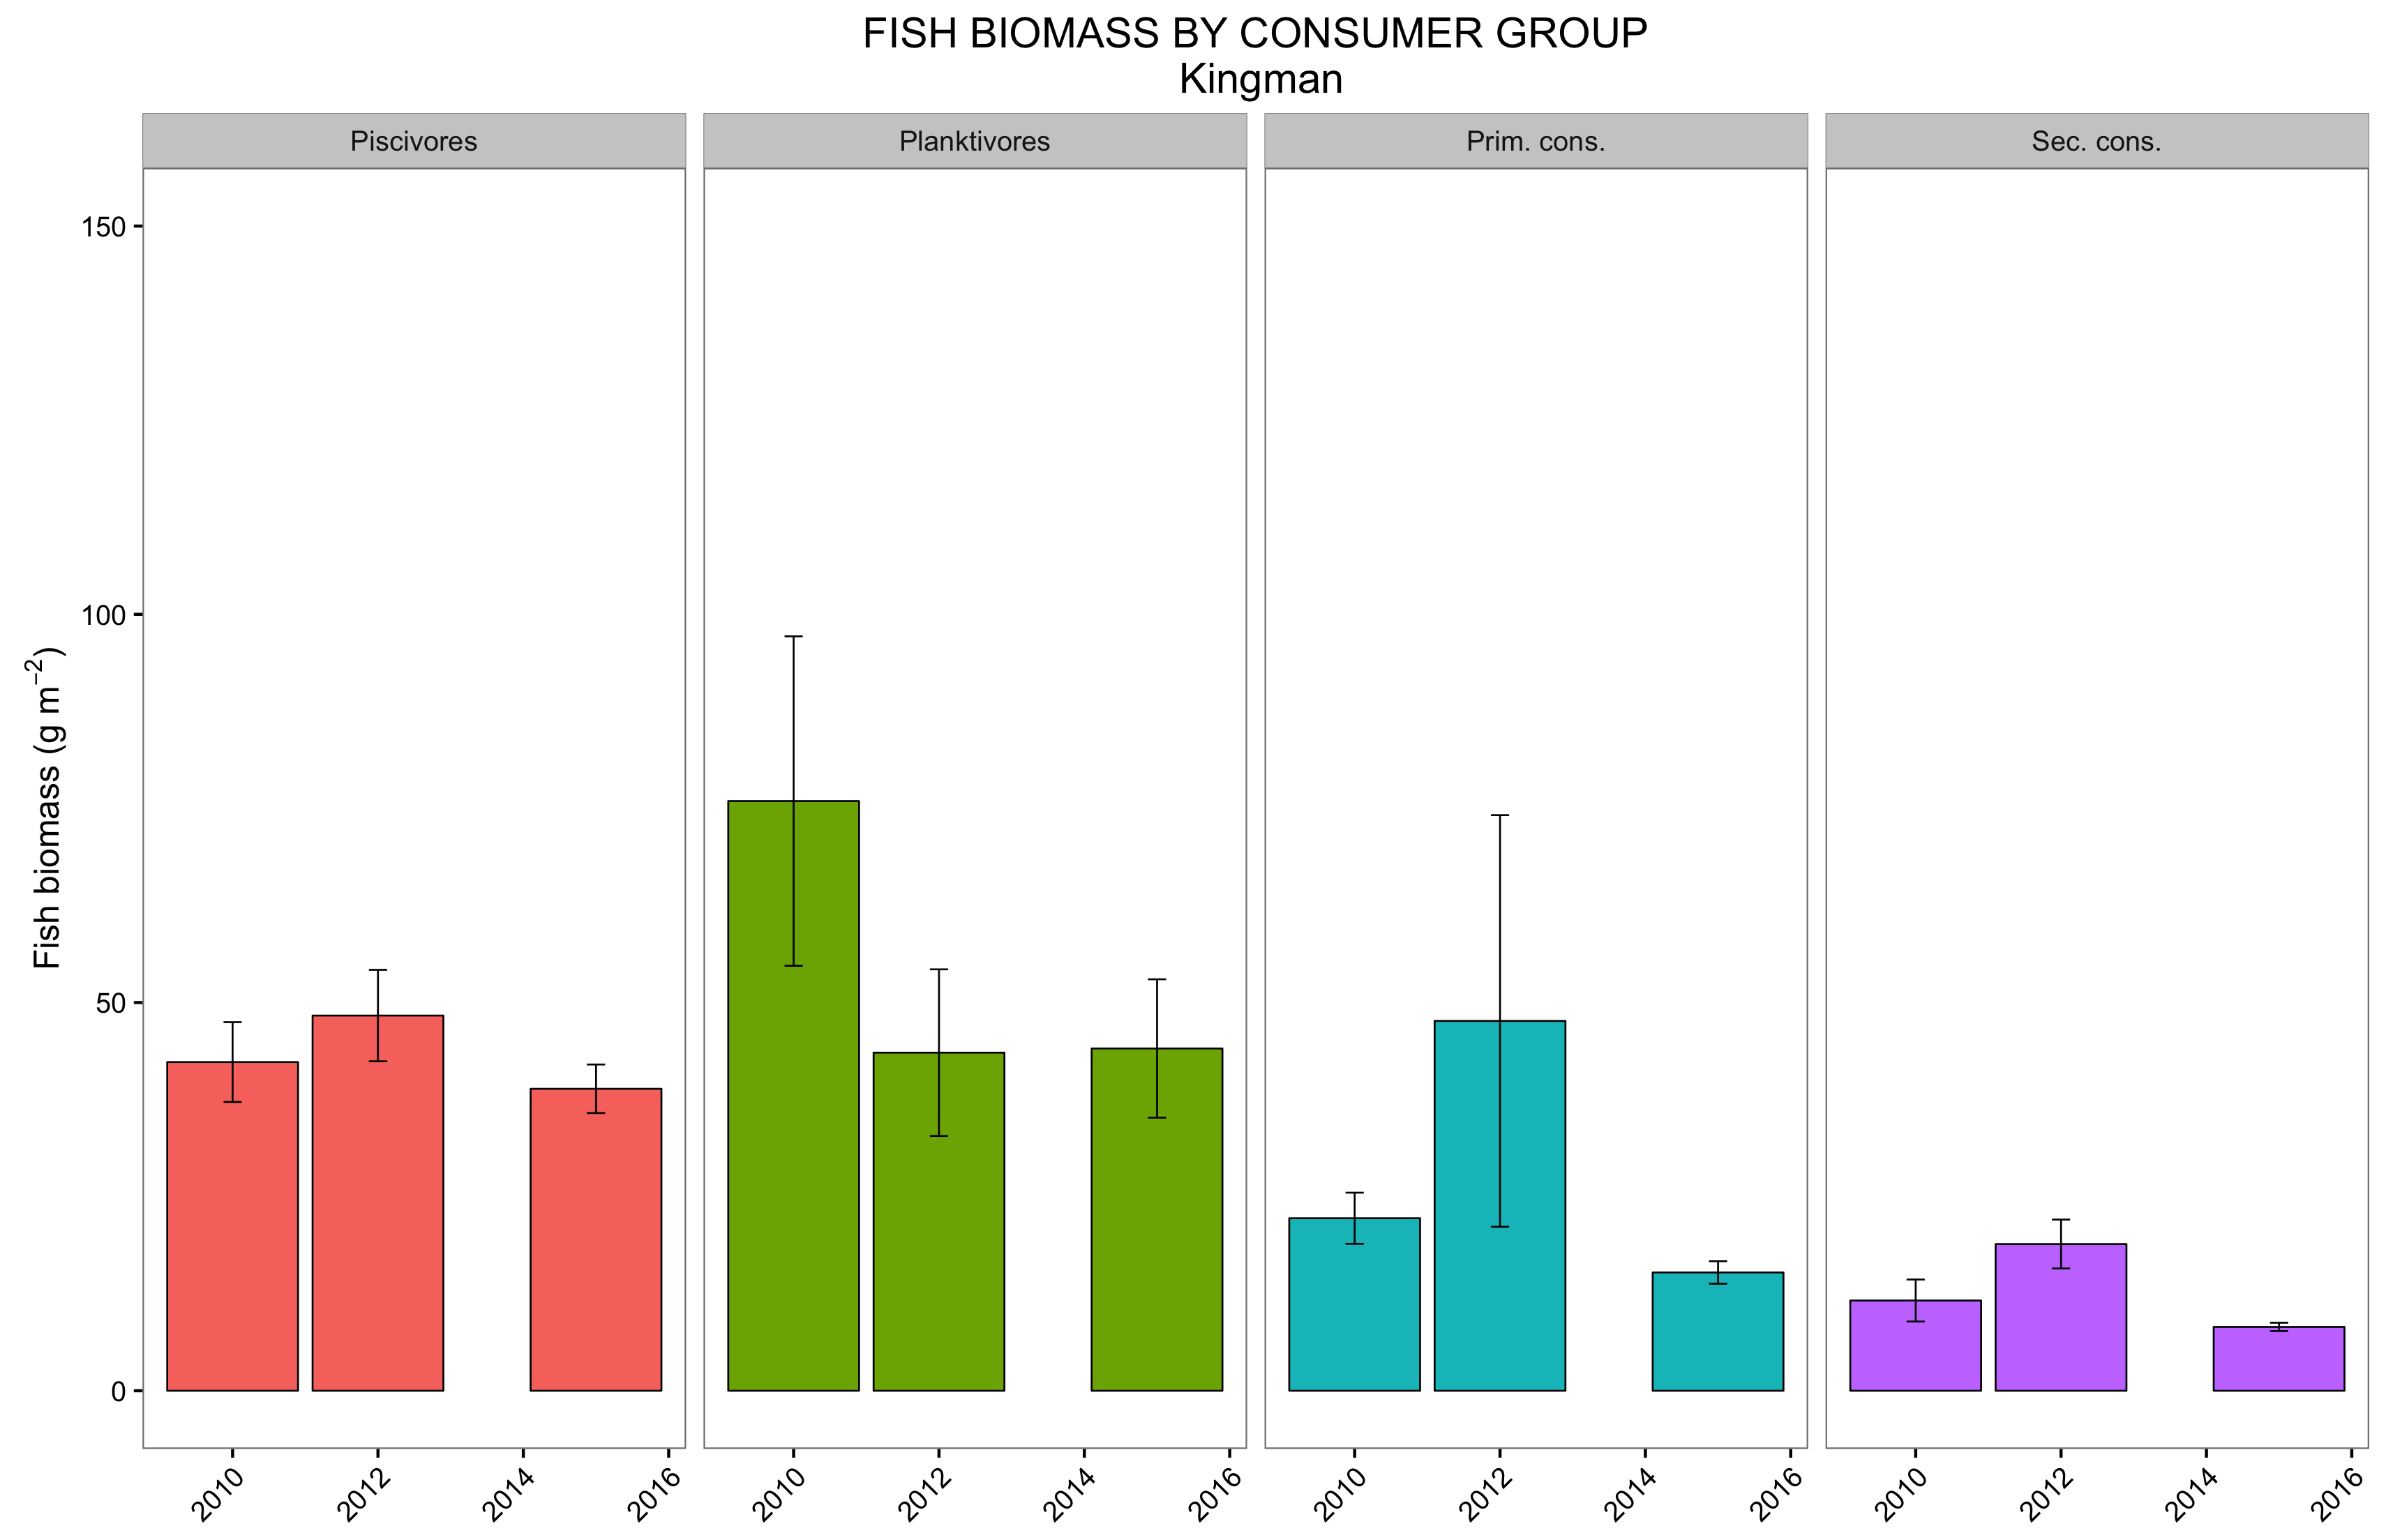 FISH BIOMASS BY CONSUMER GROUP
Kingman
Piscivores
Planktivores
Prim. cons.
Sec. cons.
Fish biomass (g m⁻²)
150
100
50
0
2010 2012 2014 2016
2010 2012 2014 2016
2010 2012 2014 2016
2010 2012 2014 2016